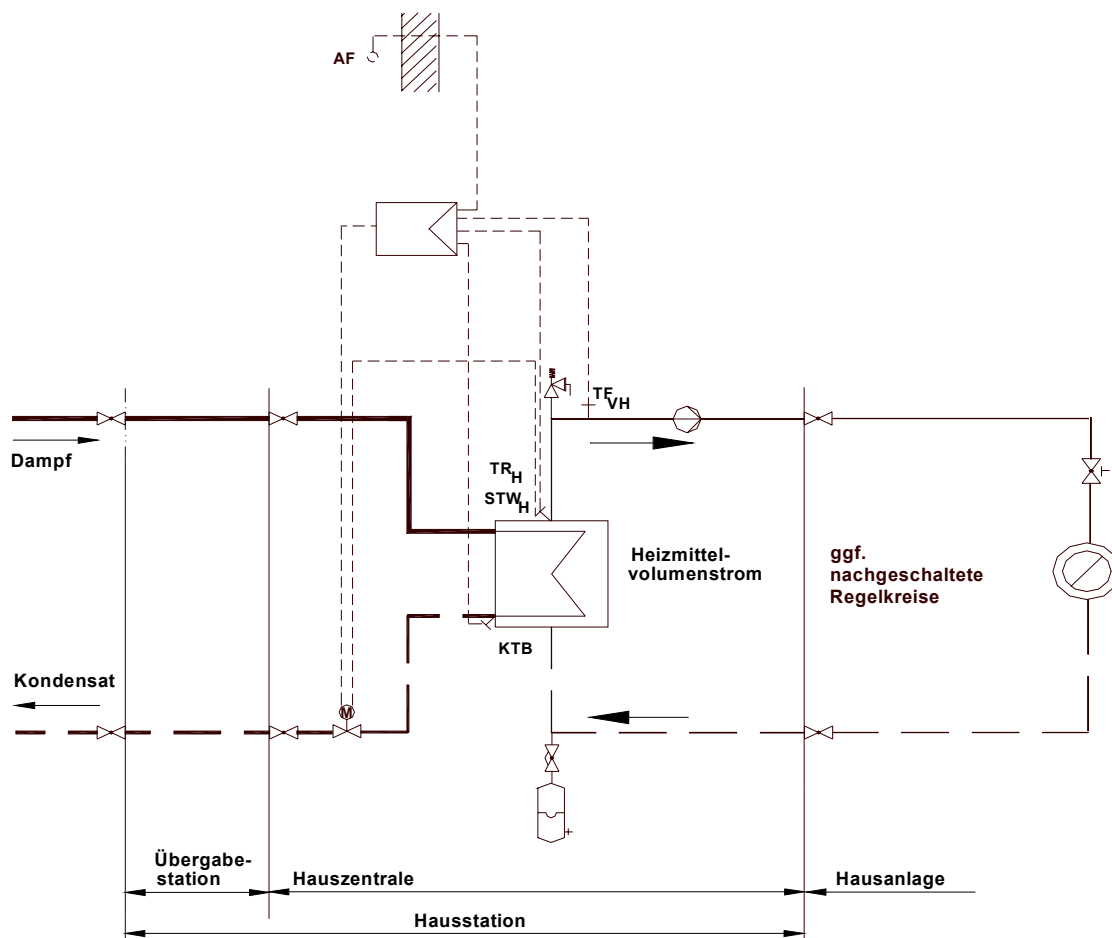 AF
TF
VH
Dampf
TR
H
STW
H
Heizmittel-
volumenstrom
ggf.
nachgeschaltete
Regelkreise
KTB
Kondensat
M
Übergabe-
station
Hauszentrale
Hausanlage
Hausstation